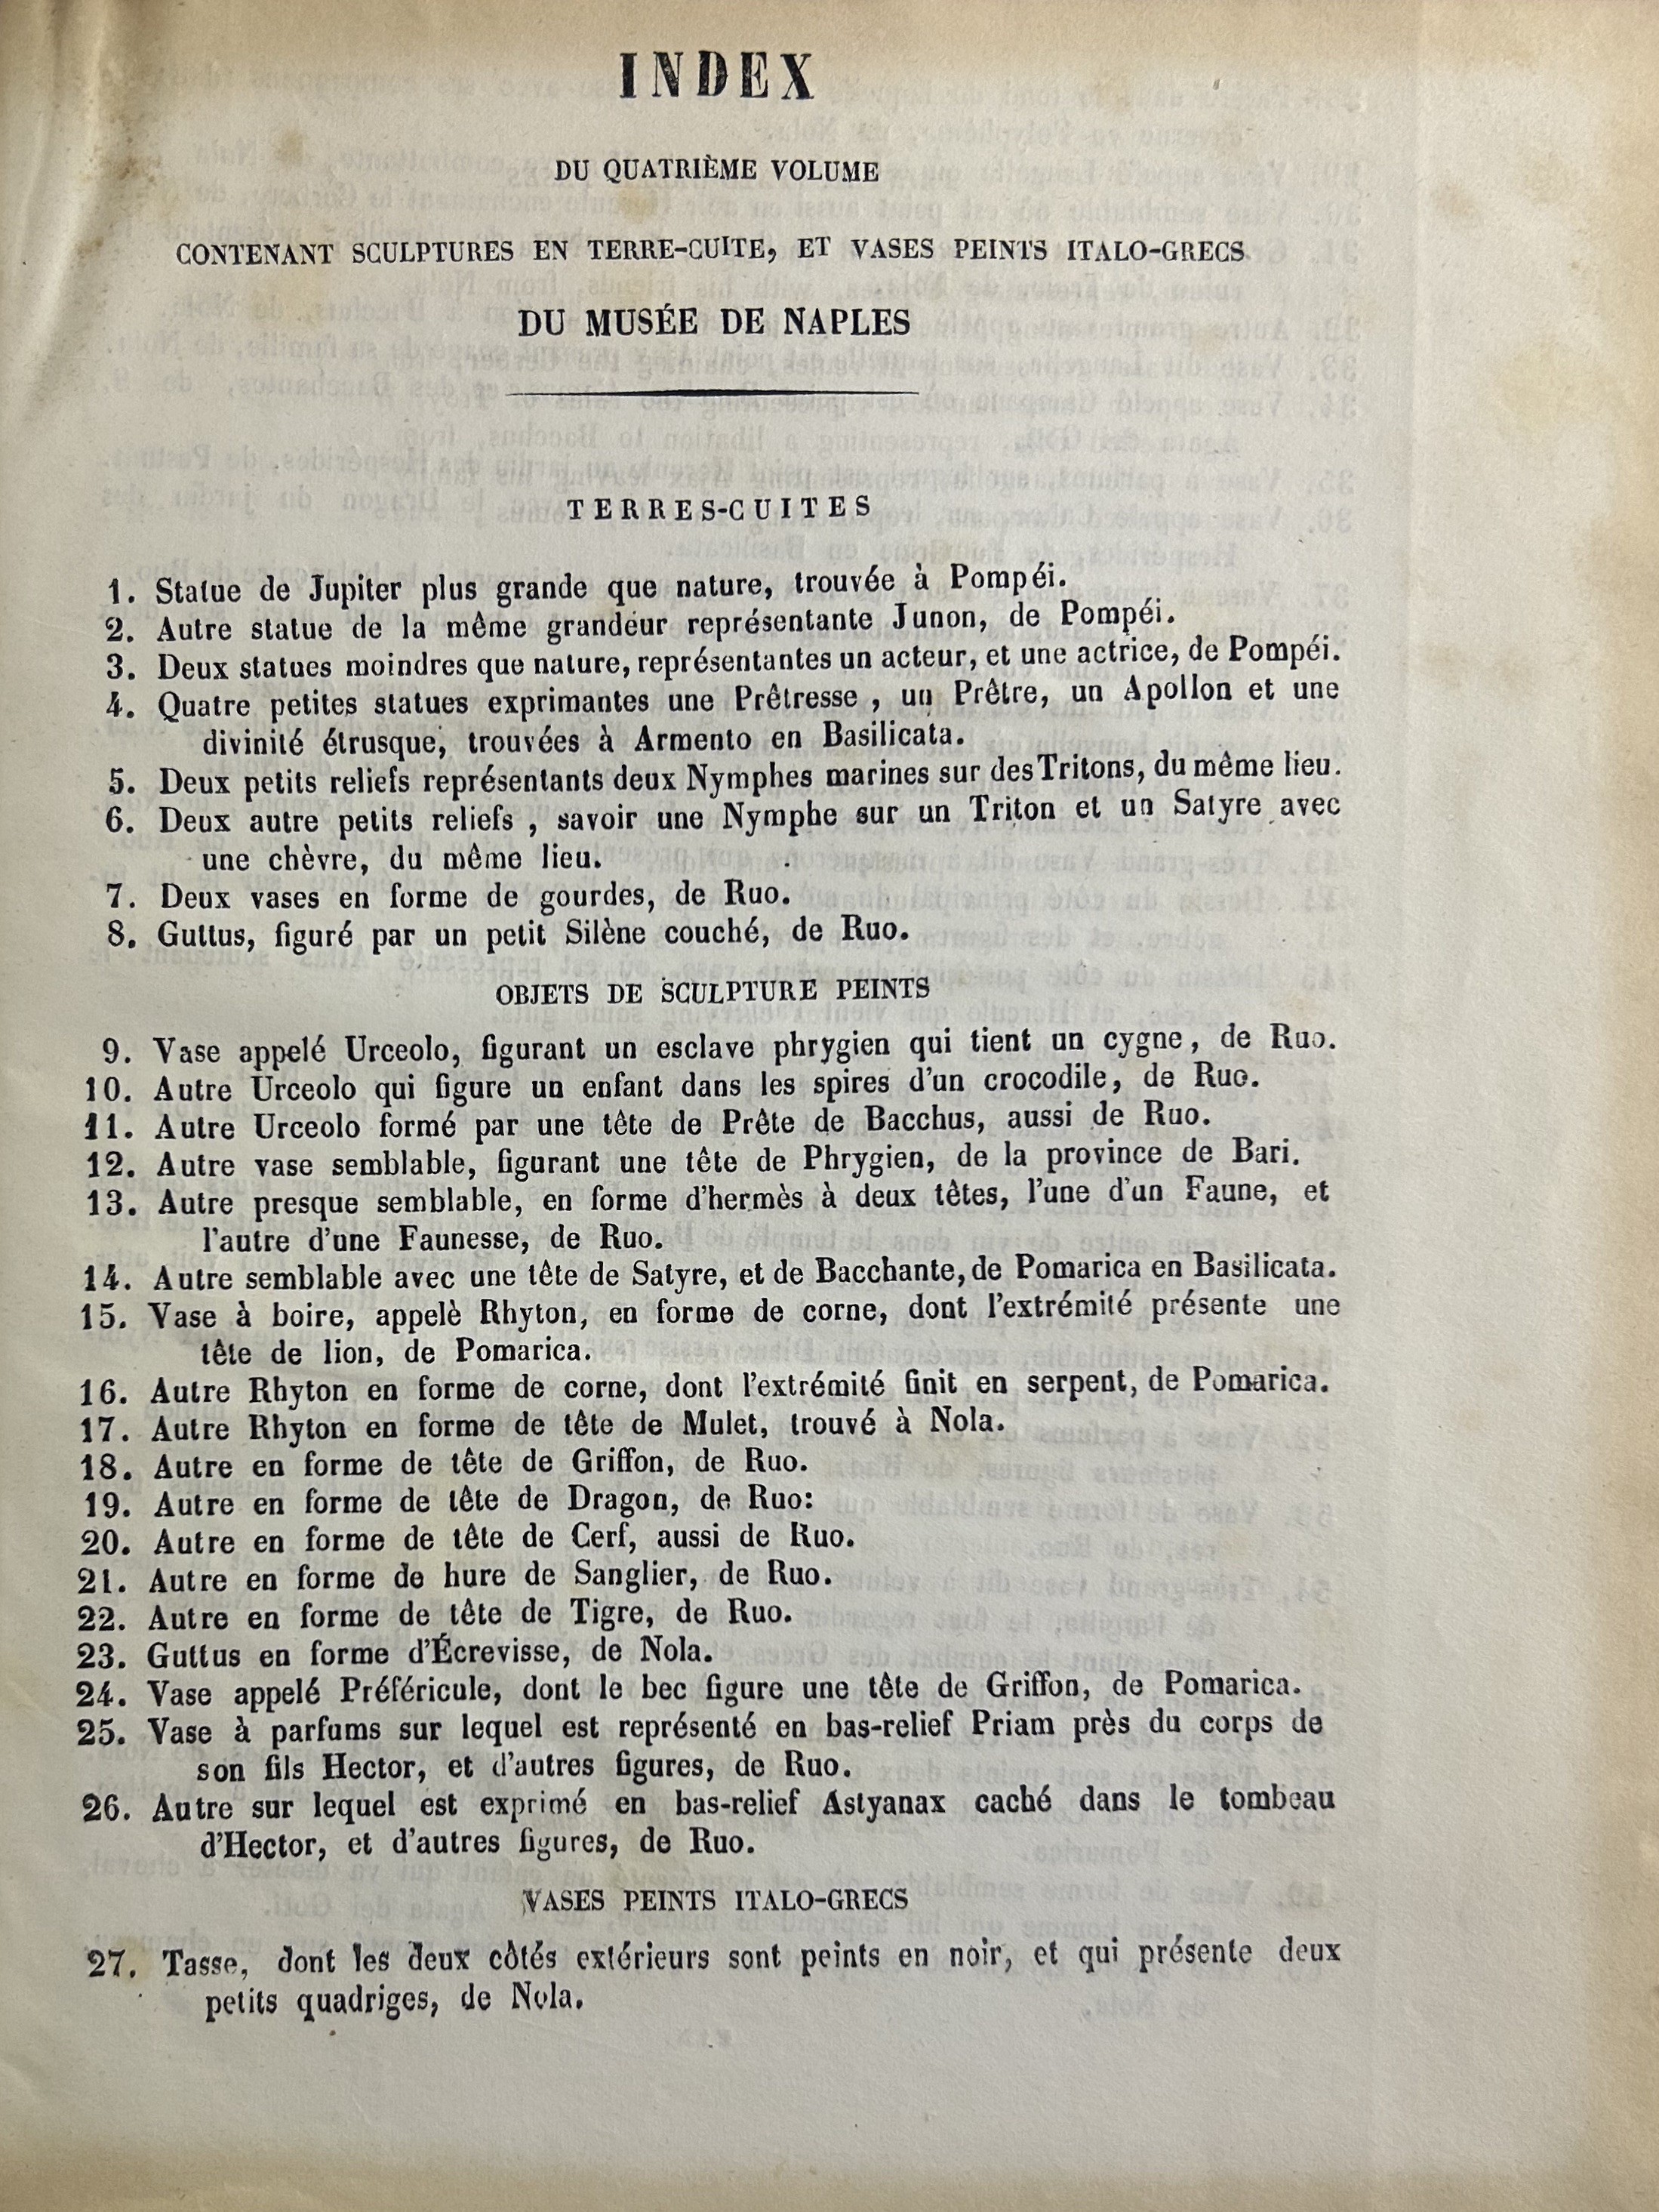 INDEX
DU QUATRIÈME VOLUME
CONTENANT SCULPTURES EN TERRE-CUITE, ET VASES PEINTS ITALO-GRECS
DU MUSÉE DE NAPLES
TERRES-CUITES
1. Statue de Jupiter plus grande que nature, trouvée à Pompéi.
2. Autre statue de la même grandeur représentante Junon, de Pompéi.
3. Deux statues moindres que nature, représentantes un acteur, et une actrice, de Pompéi.
4. Quatre petites statues exprimantes une Prêtresse, un Prêtre, un Apollon et une
divinité étrusque, trouvées à Armento en Basilicata.
5. Deux petits reliefs représentants deux Nymphes marines sur des Tritons, du même lieu.
6. Deux autre petits reliefs, savoir une Nymphe sur un Triton et un Satyre avec
une chèvre, du même lieu.
7. Deux vases en forme de gourdes, de Ruo.
8. Guttus, figuré par un petit Silène couché, de Ruo.
OBJETS DE SCULPTURE PEINTS
9. Vase appelé Urceolo, figurant un esclave phrygien qui tient un cygne, de Ruo.
10. Autre Urceolo qui figure un enfant dans les spires d'un crocodile, de Ruo.
11. Autre Urceolo formé par une tête de Prête de Bacchus, aussi de Ruo.
12. Autre vase semblable, figurant une tête de Phrygien, de la province de Bari.
13. Autre presque semblable, en forme d'hermès à deux têtes, l'une d'un Faune, et
l'autre d'une Faunesse, de Ruo.
14. Autre semblable avec une tête de Satyre, et de Bacchante, de Pomarica en Basilicata.
15. Vase à boire, appelè Rhyton, en forme de corne, dont l'extrémité présente une
tête de lion, de Pomarica.
16. Autre Rhyton en forme de corne, dont l'extrémité finit en serpent, de Pomarica.
17. Autre Rhyton en forme de tête de Mulet, trouvé à Nola.
18. Autre en forme de tête de Griffon, de Ruo.
19. Autre en forme de tête de Dragon, de Ruo:
20. Autre en forme de tête de Cerf, aussi de Ruo.
21. Autre en forme de hure de Sanglier, de Ruo.
22. Autre en forme de tête de Tigre, de Ruo.
23. Guttus en forme d'Écrevisse, de Nola.
24. Vase appelé Préféricule, dont le bec figure une tête de Griffon, de Pomarica.
25. Vase à parfums sur lequel est représenté en bas-relief Priam près du corps de
son fils Hector, et d'autres figures, de Ruo.
26. Autre sur lequel est exprimé en bas-relief Astyanax caché dans le tombeau
d'Hector, et d'autres figures, de Ruo.
VASES PEINTS ITALO-GRECS
27. Tasse, dont les deux côtés extérieurs sont peints en noir, et qui présente deux
petits quadriges, de Nola.